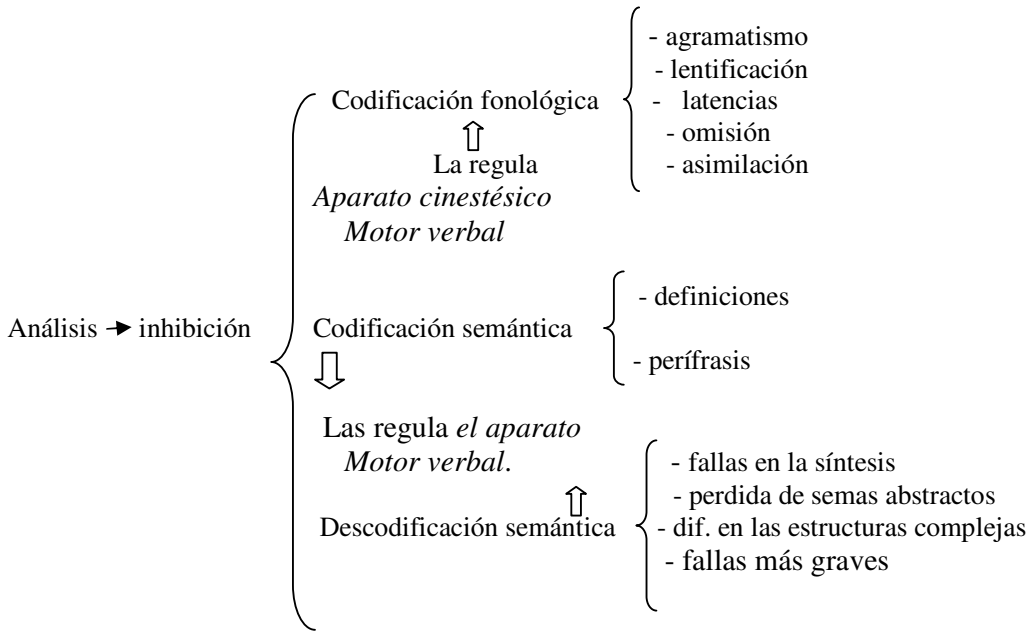 Análisis → inhibición
Codificación fonológica
La regula
Aparato cinestésico
Motor verbal
- agramatismo
- lentificación
- latencias
- omisión
- asimilación
Codificación semántica
- definiciones
- perífrasis
Las regula el aparato
Motor verbal.
Descodificación semántica
- fallas en la síntesis
- perdida de semas abstractos
- dif. en las estructuras complejas
- fallas más graves